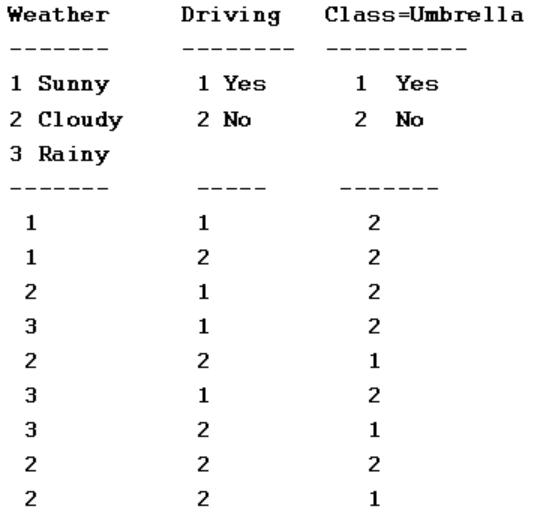 Weather Driving Class=Umbrella
------- -------- ----------
1 Sunny 1 Yes 1 Yes
2 Cloudy 2 No 2 No
3 Rainy
------- ----- -------
1 1 2
1 2 2
2 1 2
3 1 2
2 2 1
3 1 2
3 2 1
2 2 2
2 2 1